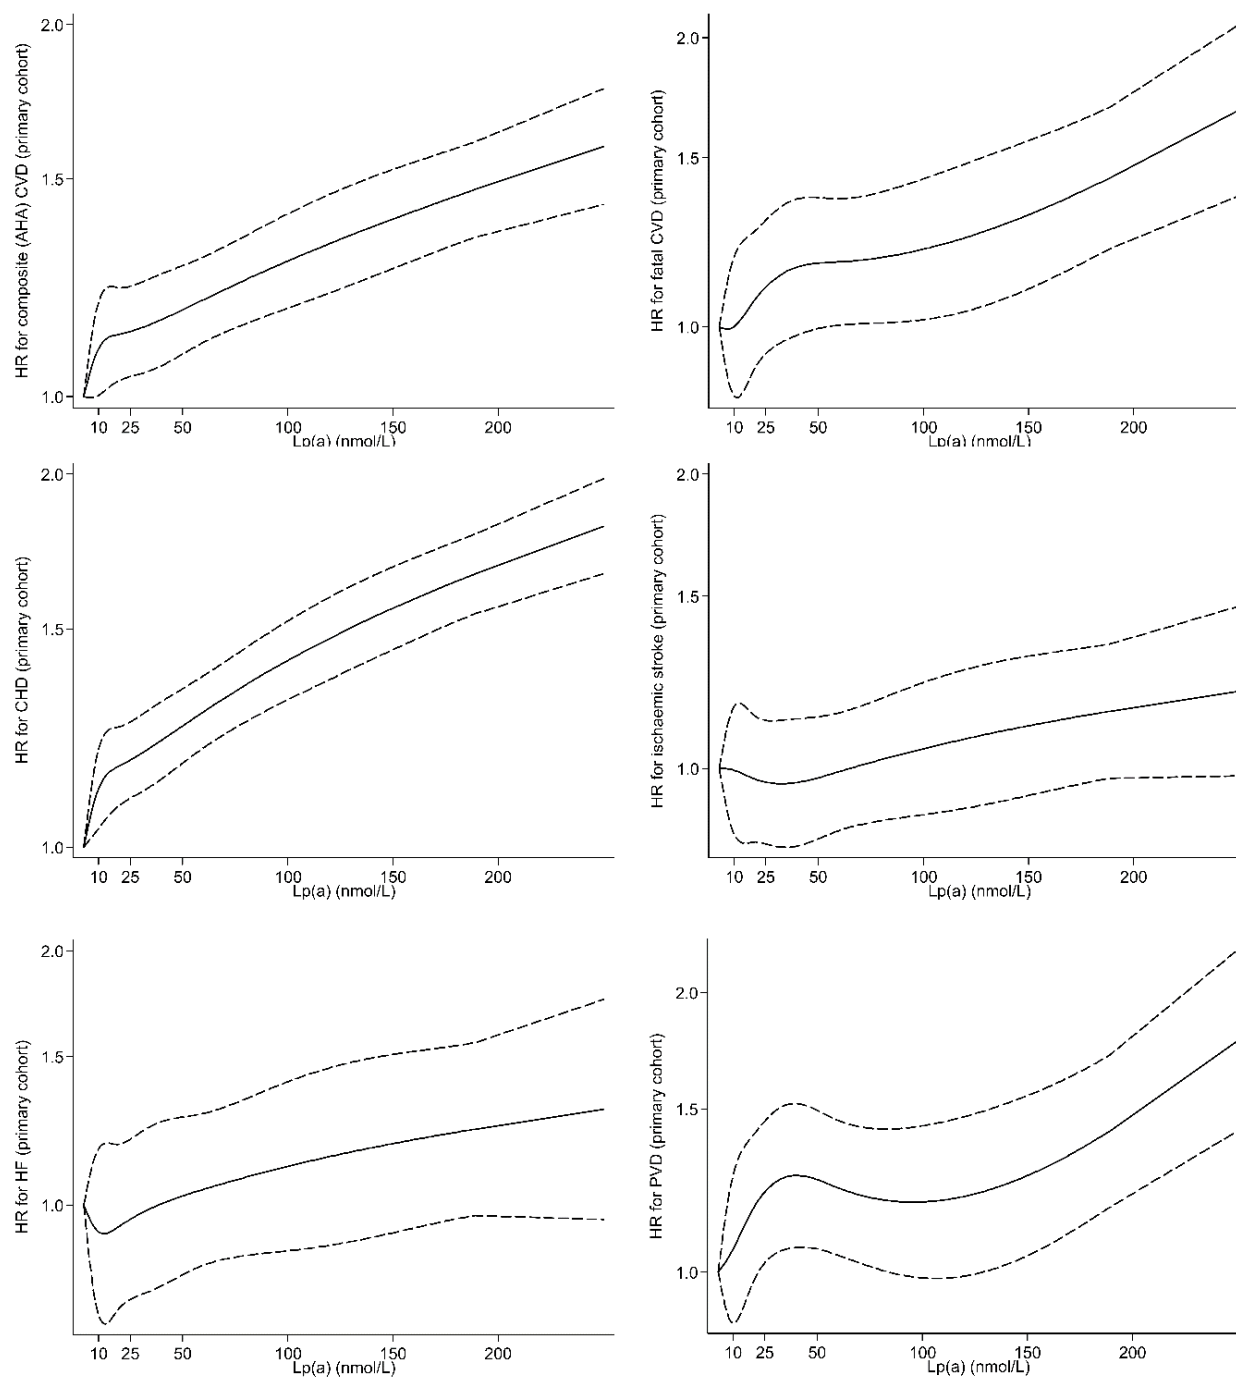 HR for composite (AHA) CVD (primary cohort)
2.0
1.5
1.0
10 25 50 100 150 200
Lp(a) (nmol/L)
HR for fatal CVD (primary cohort)
2.0
1.5
1.0
10 25 50 100 150 200
Lp(a) (nmol/L)
HR for CHD (primary cohort)
2.0
1.5
1.0
10 25 50 100 150 200
Lp(a) (nmol/L)
HR for ischaemic stroke (primary cohort)
2.0
1.5
1.0
10 25 50 100 150 200
Lp(a) (nmol/L)
HR for HF (primary cohort)
2.0
1.5
1.0
10 25 50 100 150 200
Lp(a) (nmol/L)
HR for PVD (primary cohort)
2.0
1.5
1.0
10 25 50 100 150 200
Lp(a) (nmol/L)